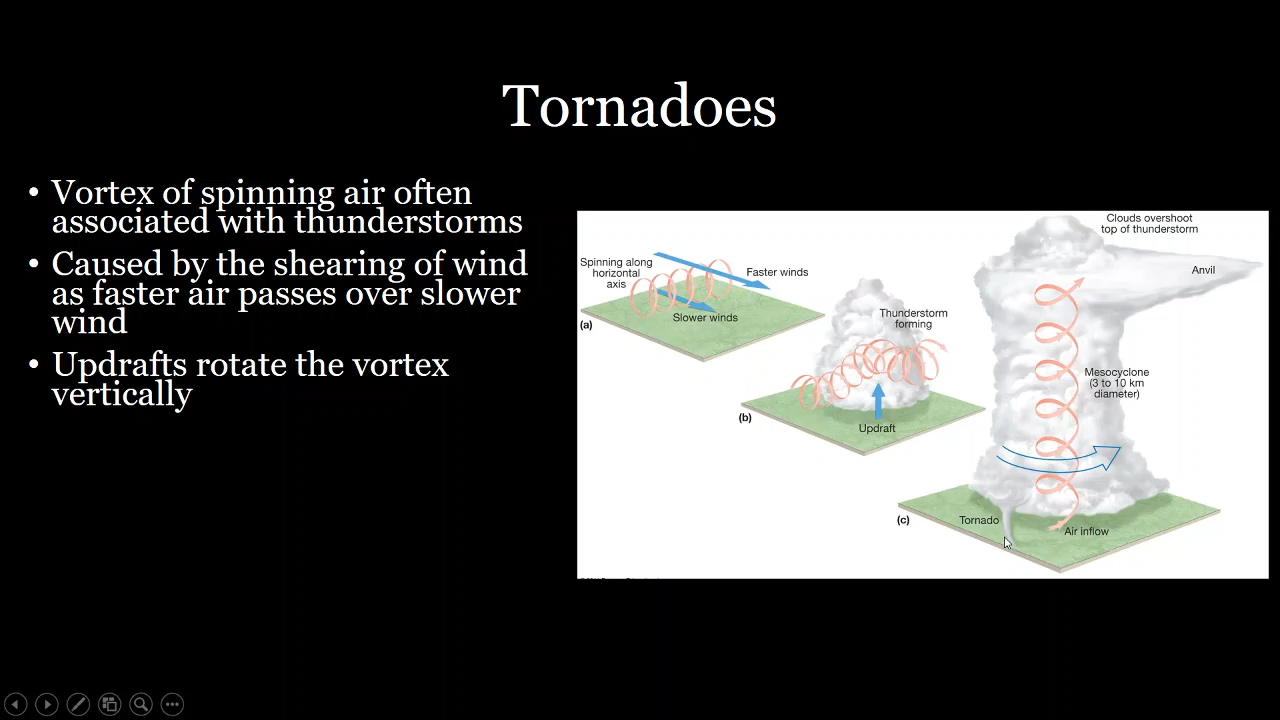 Tornadoes
• Vortex of spinning air often
associated with thunderstorms
• Caused by the shearing of wind
as faster air passes over slower
wind
• Updrafts rotate the vortex
vertically
Spinning along
horizontal
axis
Faster winds
Slower winds
(a)
Thunderstorm
forming
Updraft
(b)
Clouds overshoot
top of thunderstorm
Anvil
Mesocyclone
(3 to 10 km
diameter)
Tornado
Air inflow
(c)